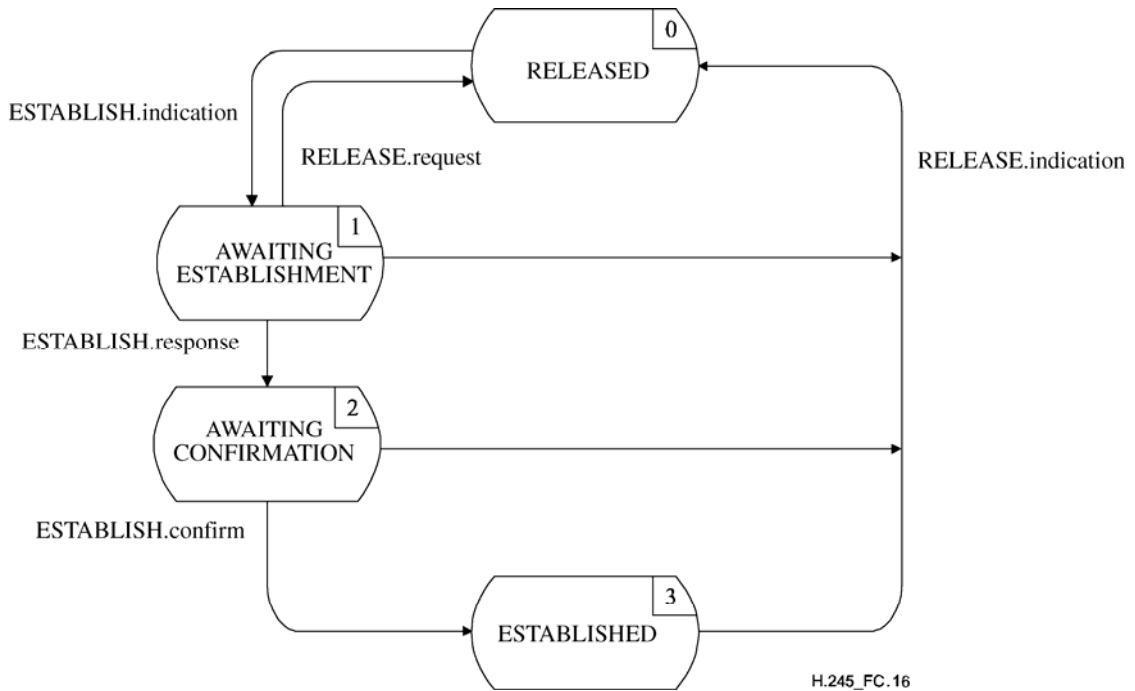 0
RELEASED
ESTABLISH.indication
RELEASE.request
RELEASE.indication
1
AWAITING
ESTABLISHMENT
ESTABLISH.response
2
AWAITING
CONFIRMATION
ESTABLISH.confirm
3
ESTABLISHED
H.245_FC.16